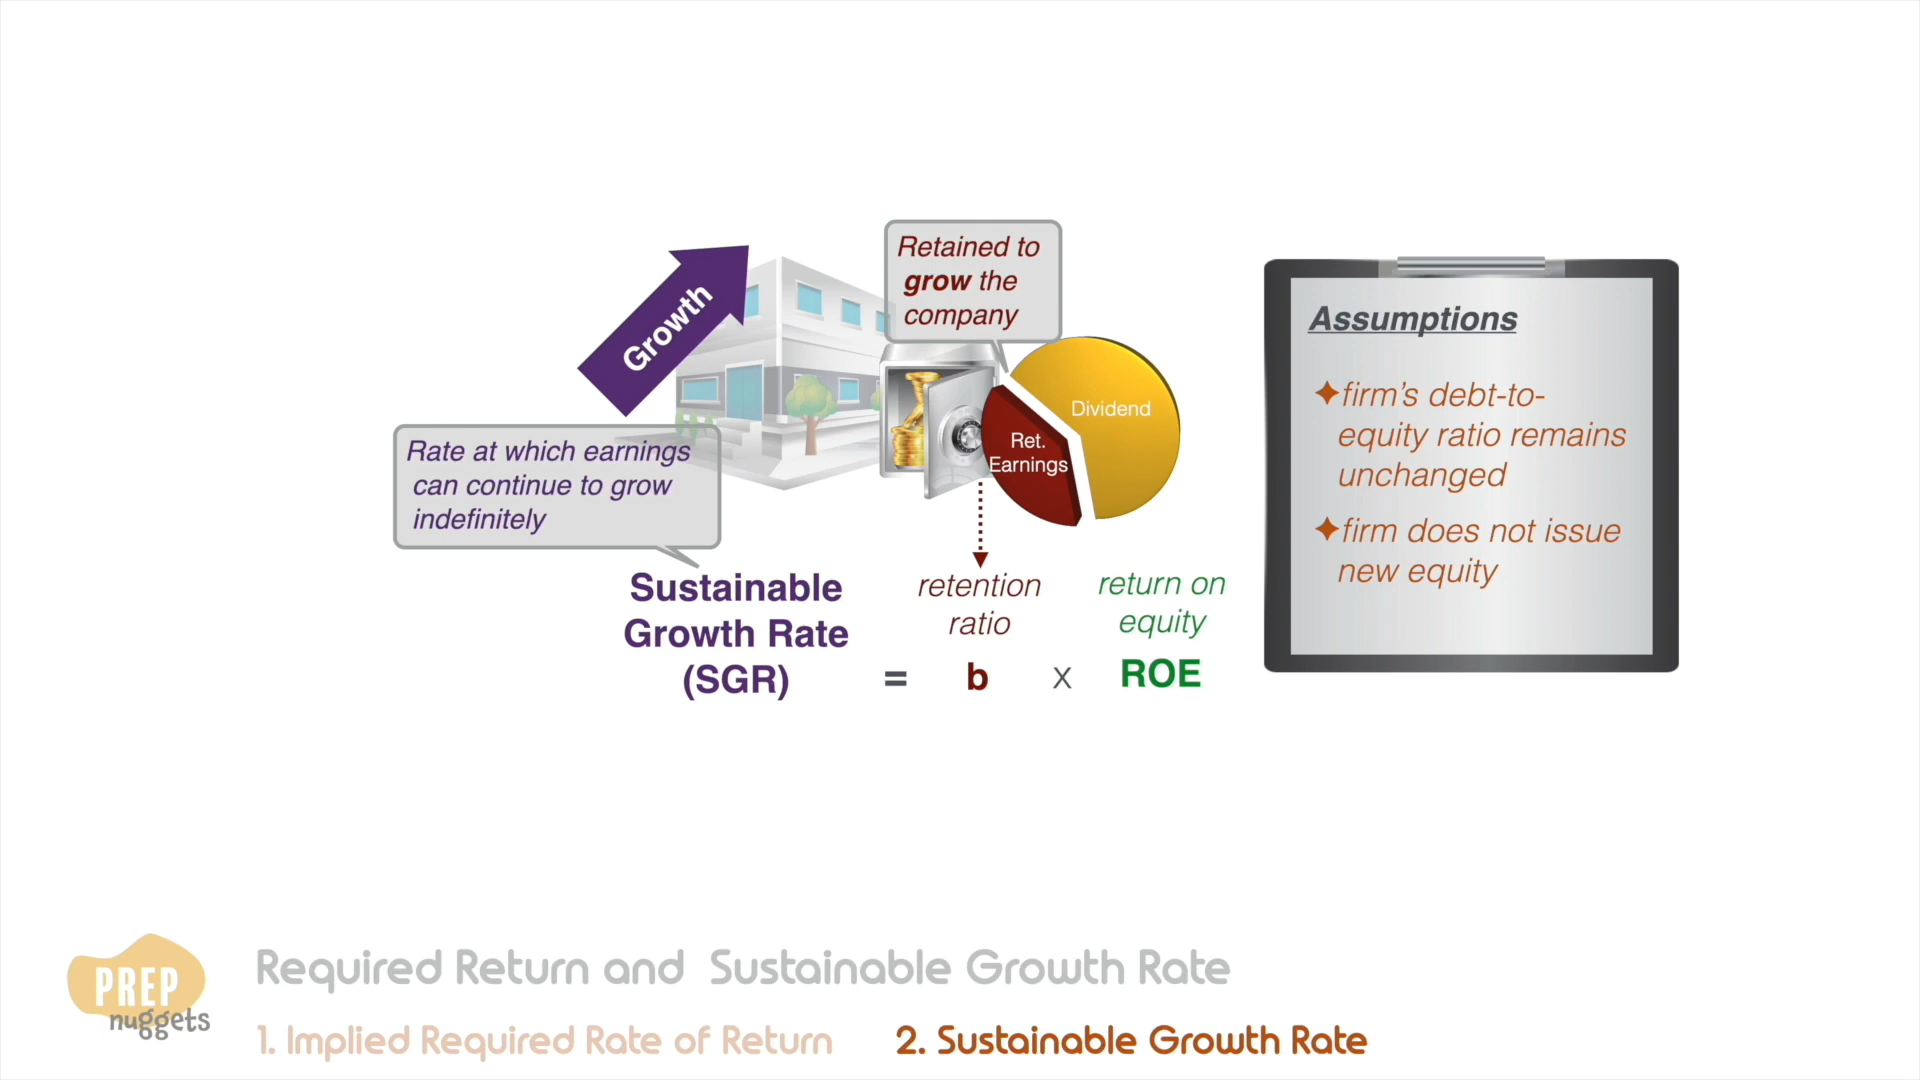 Growth
Retained to
grow the
company
Dividend
Ret.
Earnings
Rate at which earnings
can continue to grow
indefinitely
Sustainable
Growth Rate
(SGR)
=
retention
ratio
b
x
return on
equity
ROE
Assumptions
✦firm's debt-to-
equity ratio remains
unchanged
✦firm does not issue
new equity
PREP
nuggets
Required Return and Sustainable Growth Rate
1. Implied Required Rate of Return
2. Sustainable Growth Rate